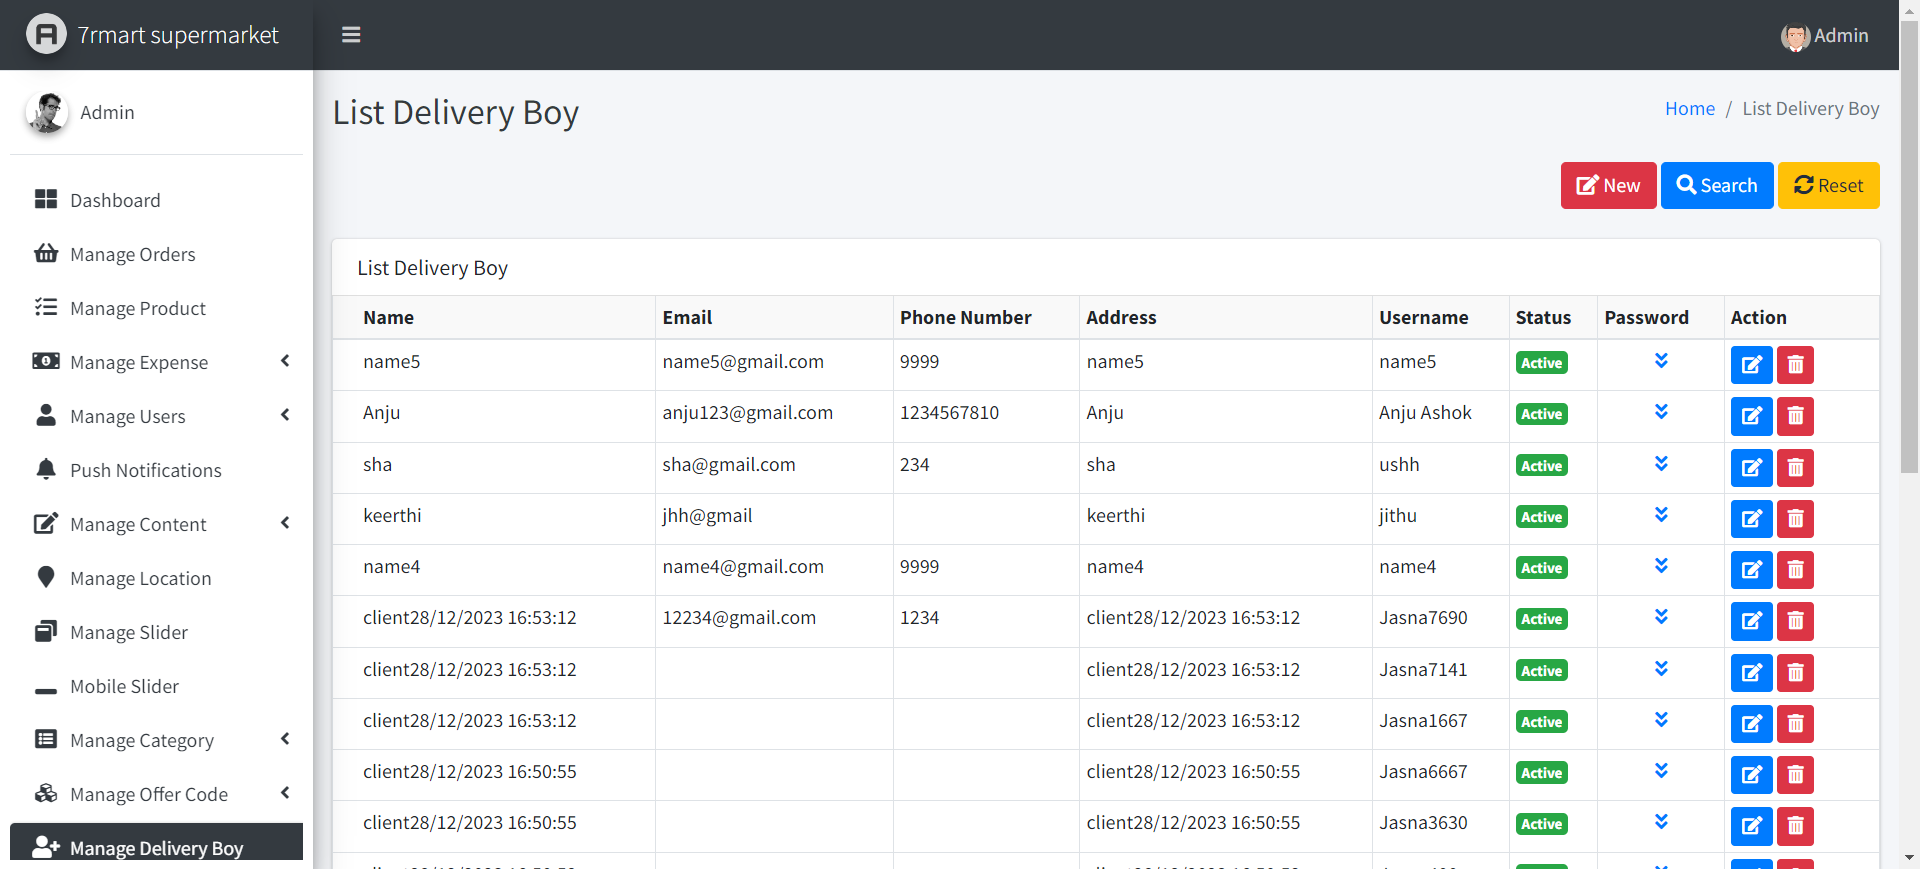 7rmart supermarket
Admin
Admin
Dashboard
Manage Orders
Manage Product
Manage Expense
Manage Users
Push Notifications
Manage Content
Manage Location
Manage Slider
Mobile Slider
Manage Category
Manage Offer Code
Manage Delivery Boy
List Delivery Boy
Home / List Delivery Boy
New Search Reset
List Delivery Boy
Name Email Phone Number Address Username Status Password Action
name5 name5@gmail.com 9999 name5 name5 Active
Anju anju123@gmail.com 1234567810 Anju Anju Ashok Active
sha sha@gmail.com 234 sha ushh Active
keerthi jhh@gmail keerthi jithu Active
name4 name4@gmail.com 9999 name4 name4 Active
client28/12/2023 16:53:12 12234@gmail.com 1234 client28/12/2023 16:53:12 Jasna7690 Active
client28/12/2023 16:53:12 client28/12/2023 16:53:12 Jasna7141 Active
client28/12/2023 16:53:12 client28/12/2023 16:53:12 Jasna1667 Active
client28/12/2023 16:50:55 client28/12/2023 16:50:55 Jasna6667 Active
client28/12/2023 16:50:55 client28/12/2023 16:50:55 Jasna3630 Active